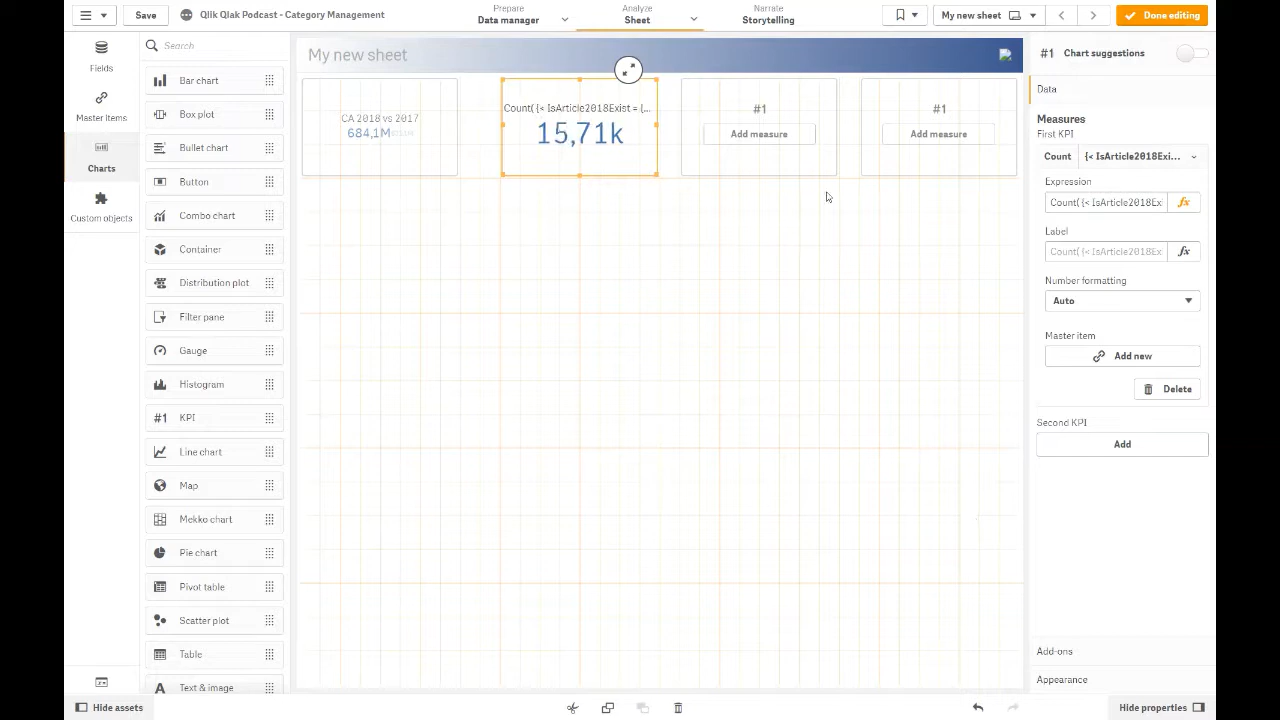 Save
Qlik Qlak Podcast - Category Management
Prepare
Data manager
Analyze
Sheet
Narrate
Storytelling
My new sheet
Done editing
Fields
Master items
Charts
Custom objects
Search
Bar chart
Box plot
Bullet chart
Button
Combo chart
Container
Distribution plot
Filter pane
Gauge
Histogram
#1 KPI
Line chart
Map
Mekko chart
Pie chart
Pivot table
Scatter plot
Table
A Text & image
My new sheet
CA 2018 vs 2017
684,1M
Count( {< IsArticle2018Exist = {...
15,71k
#1
Add measure
#1
Add measure
#1 Chart suggestions
Data
Measures
First KPI
Count {< IsArticle2018Exi...
Expression
Count( {< IsArticle2018Ex
Label
Count( {< IsArticle2018Ex
Number formatting
Auto
Master item
Add new
Delete
Second KPI
Add
Add-ons
Appearance
Hide assets
Hide properties